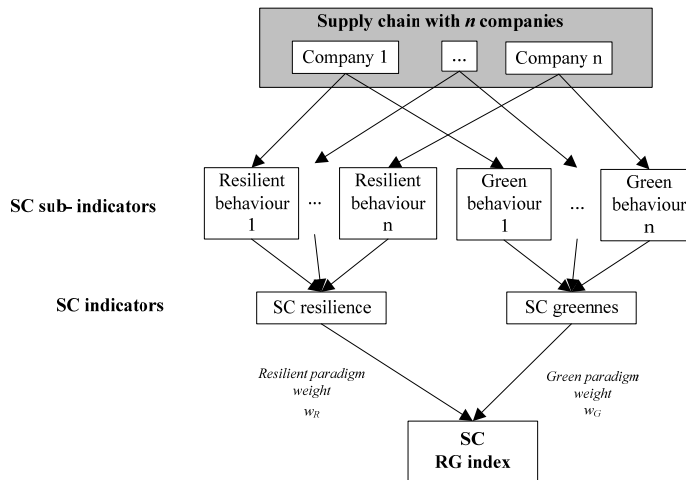 Supply chain with n companies
Company 1
...
Company n
SC sub- indicators
Resilient
behaviour
1
...
Resilient
behaviour
n
Green
behaviour
1
...
Green
behaviour
n
SC indicators
SC resilience
SC greennes
Resilient paradigm
weight
wR
Green paradigm
weight
wG
SC
RG index